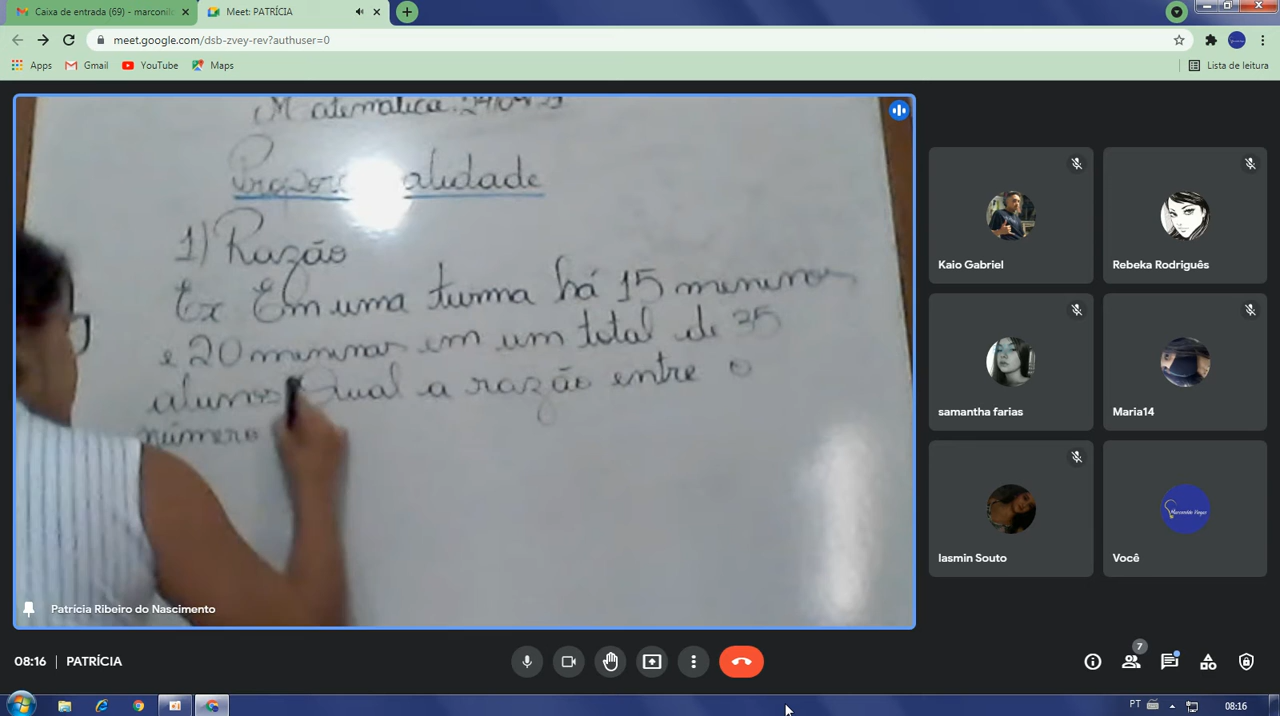 Caixa de entrada (69) - marconil
Meet: PATRÍCIA
meet.google.com/dsb-zvey-rev?authuser=0
Apps
Gmail
YouTube
Maps
Lista de leitura
Matemática
1) Razão
Ex Em uma turma há 15 meninos
e 20 meninas em um total de 35
alunos Qual a razão entre o
número
Patrícia Ribeiro do Nascimento
Kaio Gabriel
Rebeka Rodriguês
samantha farias
Maria14
Iasmin Souto
Você
08:16 | PATRÍCIA
7
PT
08:16